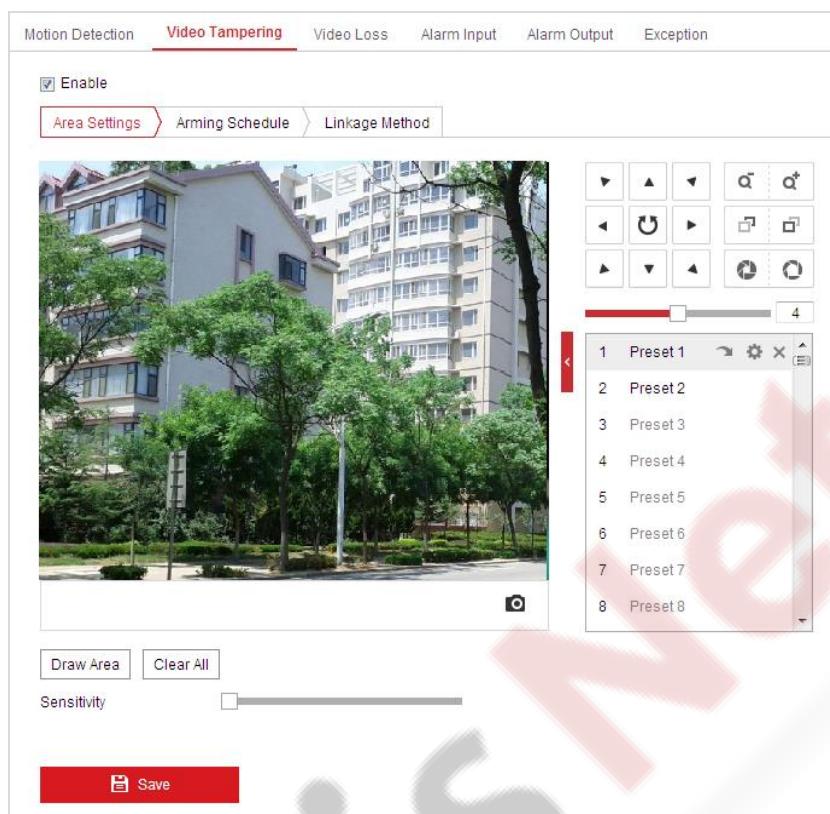 Motion Detection Video Tampering Video Loss Alarm Input Alarm Output Exception
Enable
Area Settings Arming Schedule Linkage Method
4
1 Preset 1
2 Preset 2
3 Preset 3
4 Preset 4
5 Preset 5
6 Preset 6
7 Preset 7
8 Preset 8
Draw Area Clear All
Sensitivity
Save